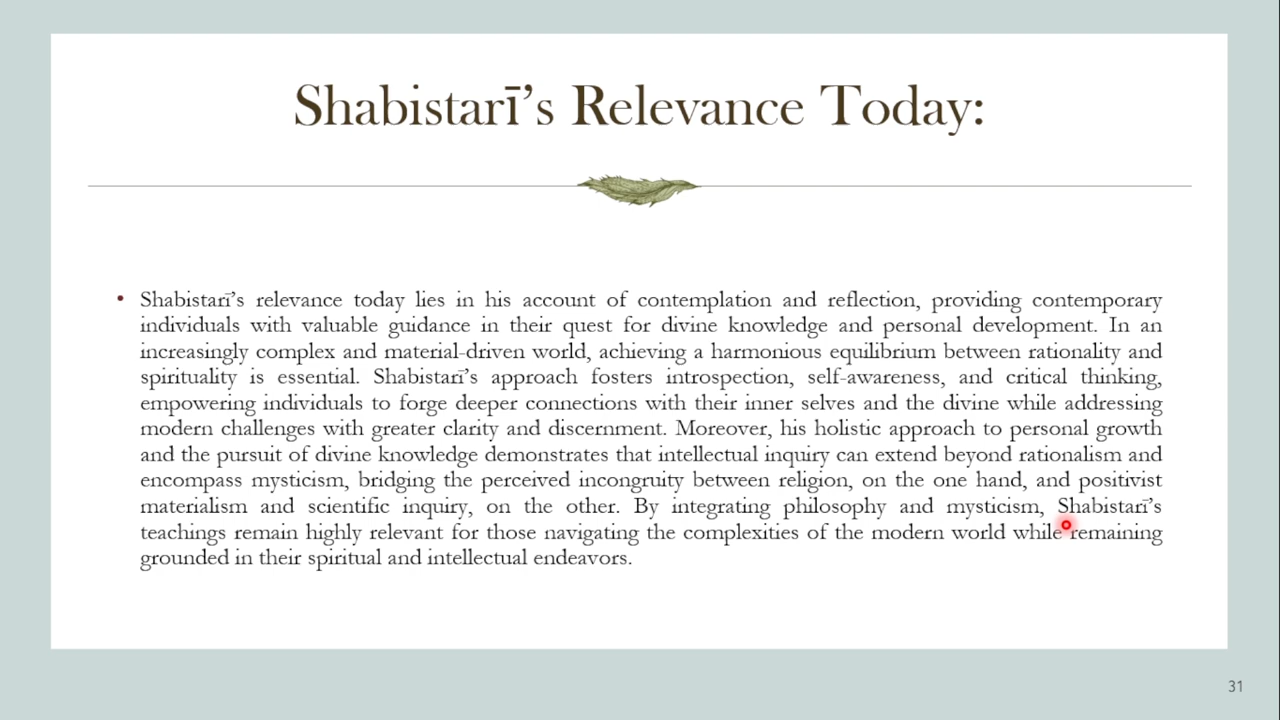 Shabistarī’s Relevance Today:
• Shabistarī’s relevance today lies in his account of contemplation and reflection, providing contemporary
individuals with valuable guidance in their quest for divine knowledge and personal development. In an
increasingly complex and material-driven world, achieving a harmonious equilibrium between rationality and
spirituality is essential. Shabistarī’s approach fosters introspection, self-awareness, and critical thinking,
empowering individuals to forge deeper connections with their inner selves and the divine while addressing
modern challenges with greater clarity and discernment. Moreover, his holistic approach to personal growth
and the pursuit of divine knowledge demonstrates that intellectual inquiry can extend beyond rationalism and
encompass mysticism, bridging the perceived incongruity between religion, on the one hand, and positivist
materialism and scientific inquiry, on the other. By integrating philosophy and mysticism, Shabistarī’s
teachings remain highly relevant for those navigating the complexities of the modern world while remaining
grounded in their spiritual and intellectual endeavors.
31